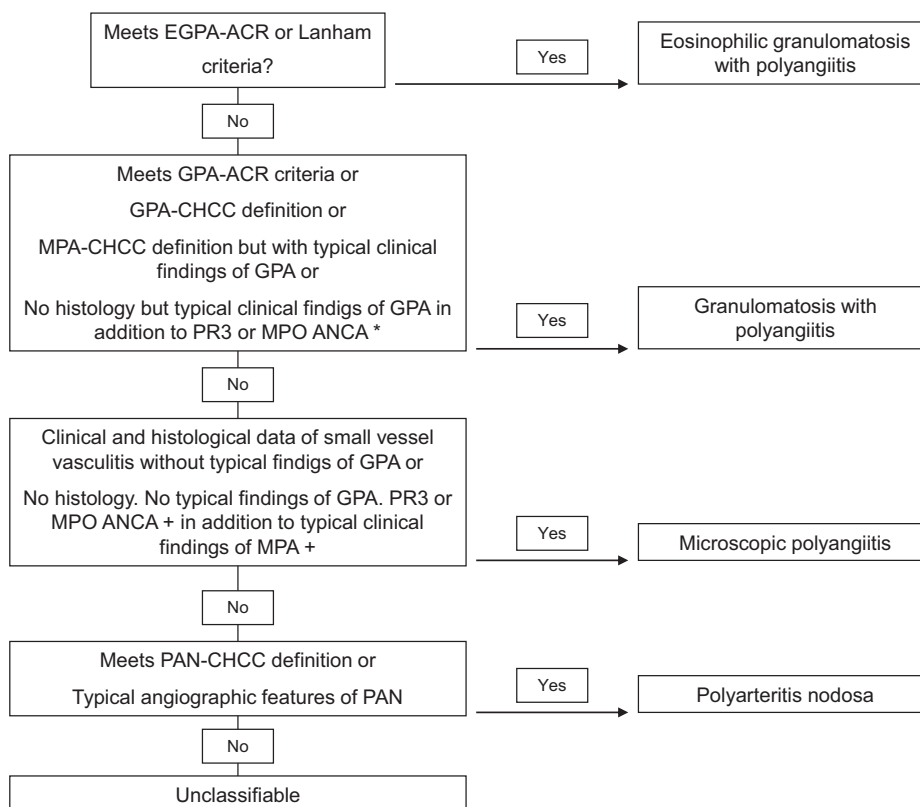 Meets EGPA-ACR or Lanham
criteria?
Yes
Eosinophilic granulomatosis
with polyangiitis
No
Meets GPA-ACR criteria or
GPA-CHCC definition or
MPA-CHCC definition but with typical clinical
findings of GPA or
No histology but typical clinical findigs of GPA in
addition to PR3 or MPO ANCA *
Yes
Granulomatosis with
polyangiitis
No
Clinical and histological data of small vessel
vasculitis without typical findigs of GPA or
No histology. No typical findings of GPA. PR3 or
MPO ANCA + in addition to typical clinical
findings of MPA +
Yes
Microscopic polyangiitis
No
Meets PAN-CHCC definition or
Typical angiographic features of PAN
Yes
Polyarteritis nodosa
No
Unclassifiable